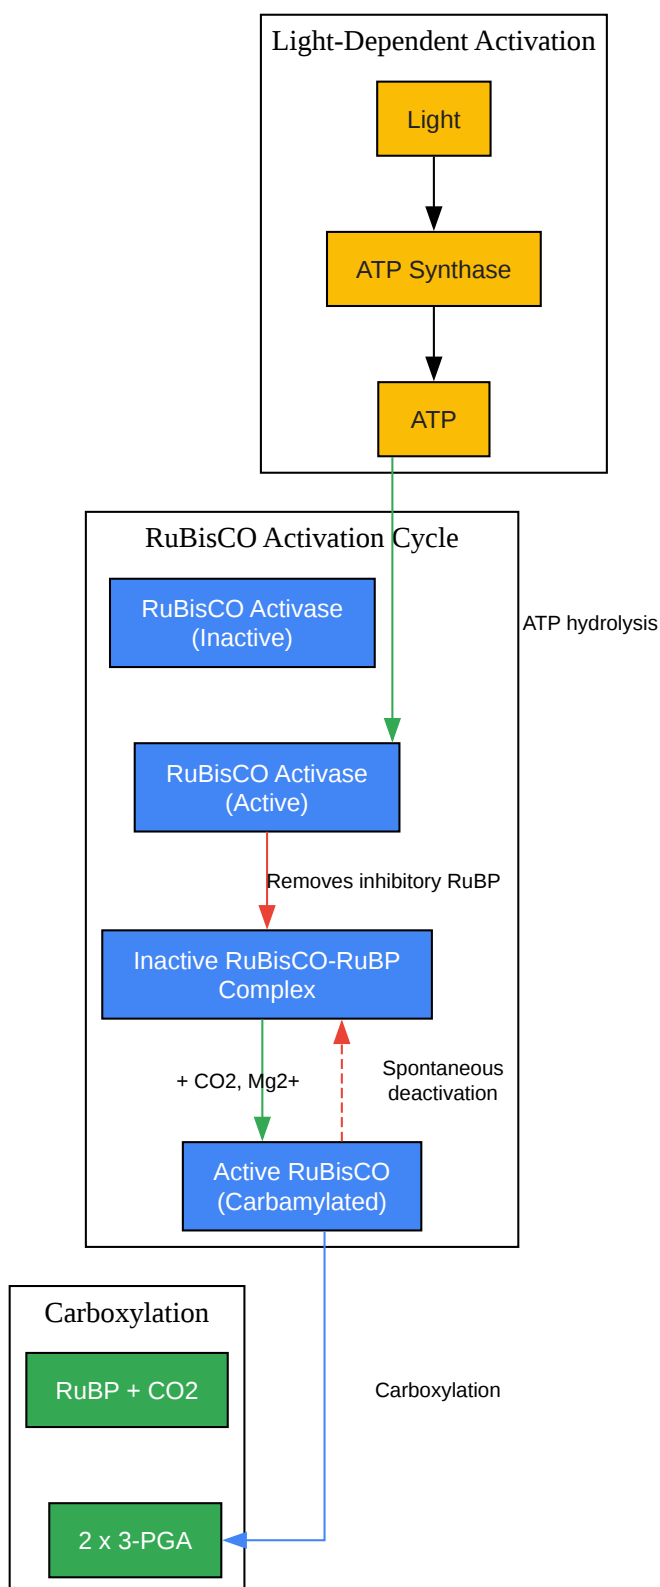 Light-Dependent Activation
Light
ATP Synthase
ATP
RuBisCO Activation Cycle
RuBisCO Activase
(Inactive)
ATP hydrolysis
RuBisCO Activase
(Active)
Removes inhibitory RuBP
Inactive RuBisCO-RuBP
Complex
+ CO2, Mg2+
Spontaneous
deactivation
Active RuBisCO
(Carbamylated)
Carboxylation
RuBP + CO2
Carboxylation
2 x 3-PGA